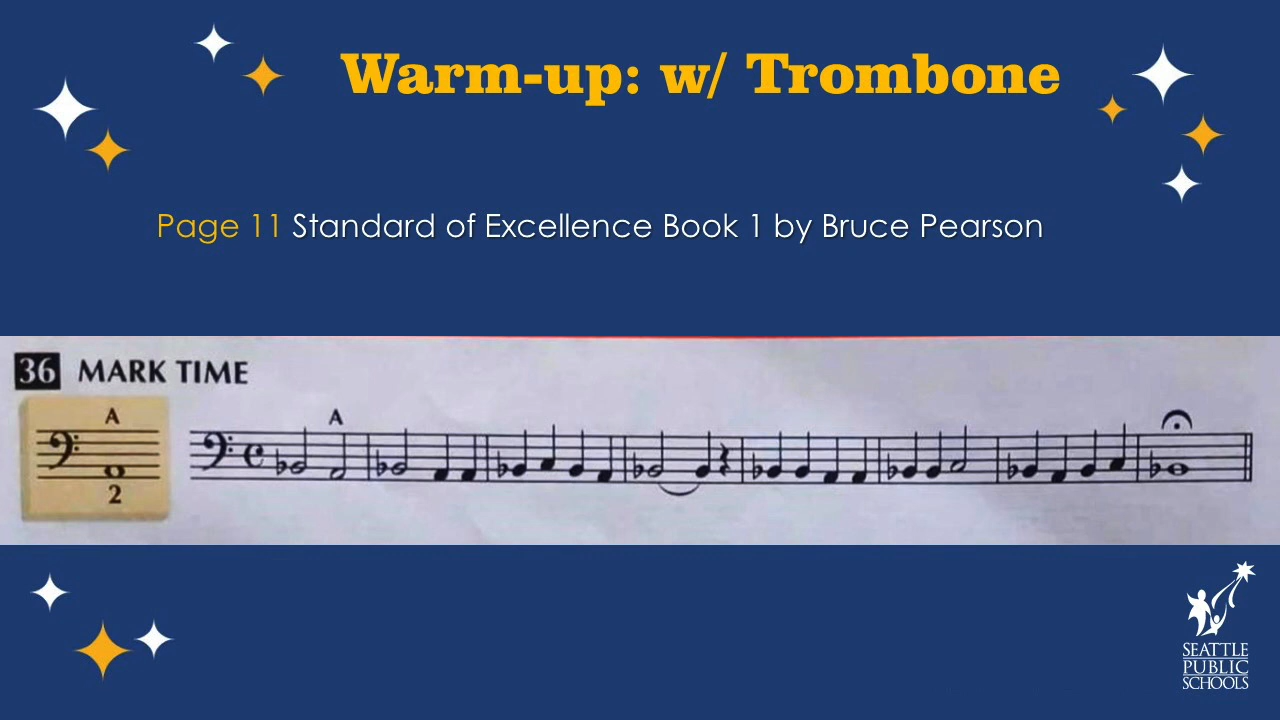 Warm-up: w/ Trombone
Page 11 Standard of Excellence Book 1 by Bruce Pearson
36 MARK TIME
A
A
2
SEATTLE
PUBLIC
SCHOOLS